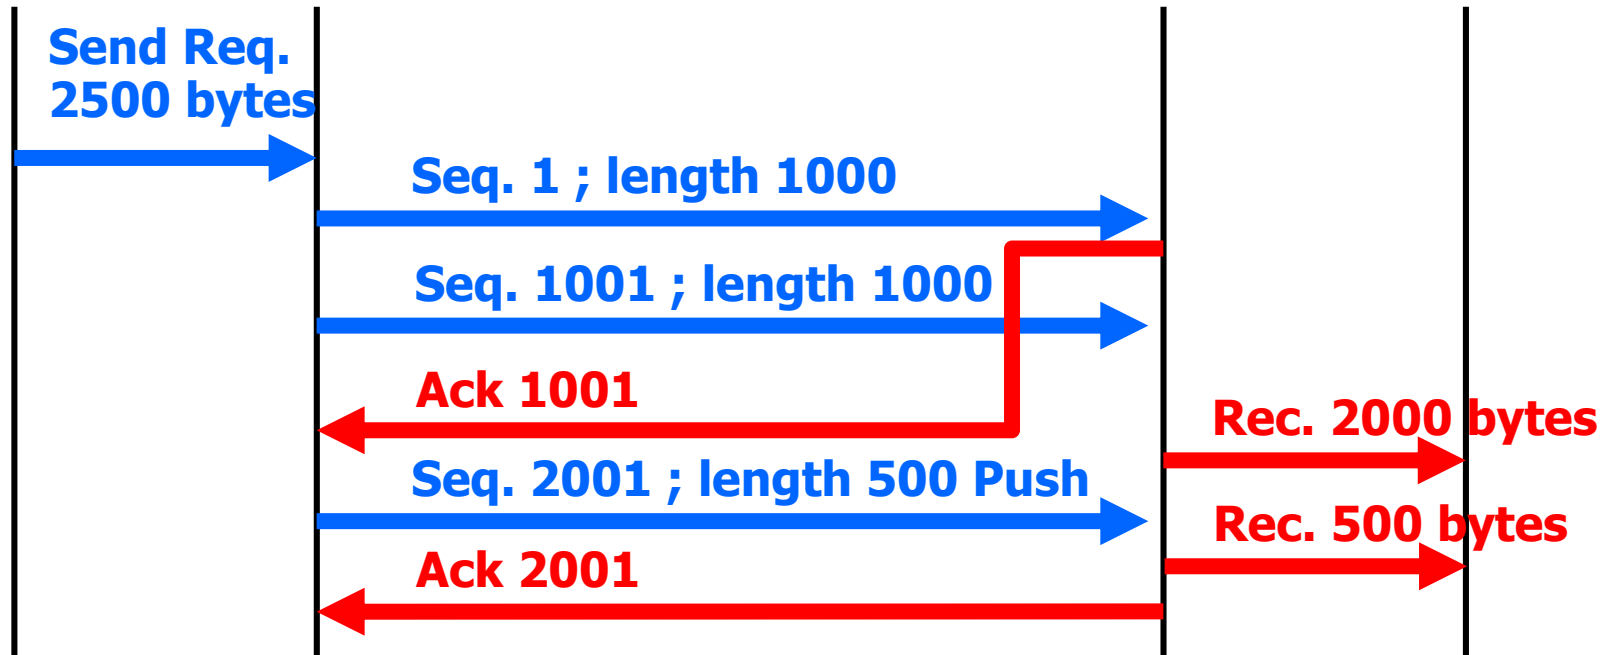 Send Req.
2500 bytes
Seq. 1 ; length 1000
Seq. 1001 ; length 1000
Ack 1001
Rec. 2000 bytes
Seq. 2001 ; length 500 Push
Rec. 500 bytes
Ack 2001